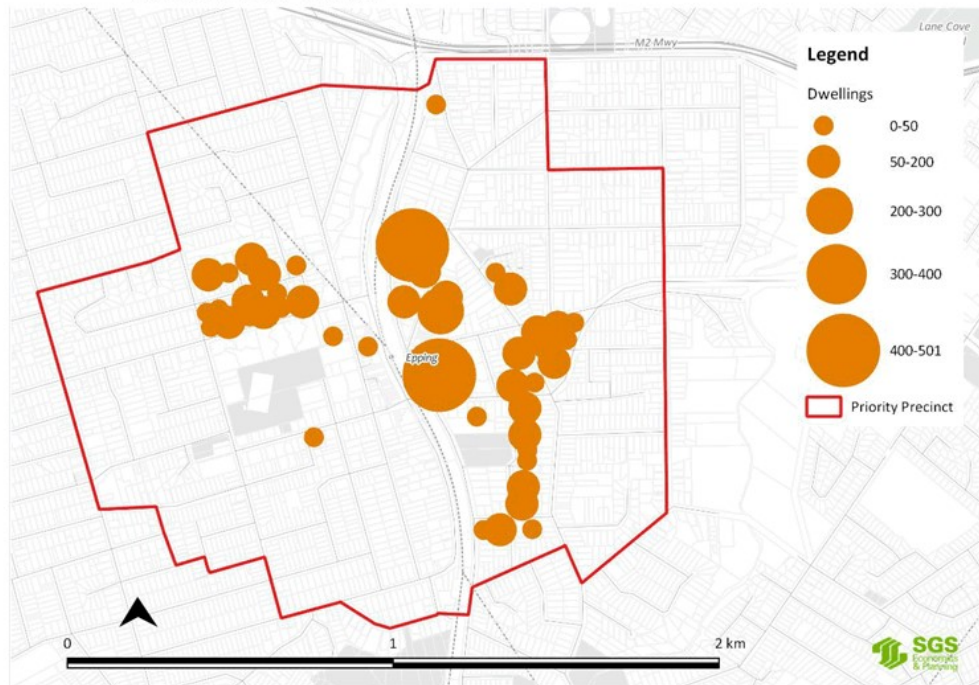 M2 Mwy
Lane Cove
Legend
Dwellings
0-50
50-200
200-300
300-400
400-501
Priority Precinct
Epping
0
1
2 km
SGS
Economics
& Planning